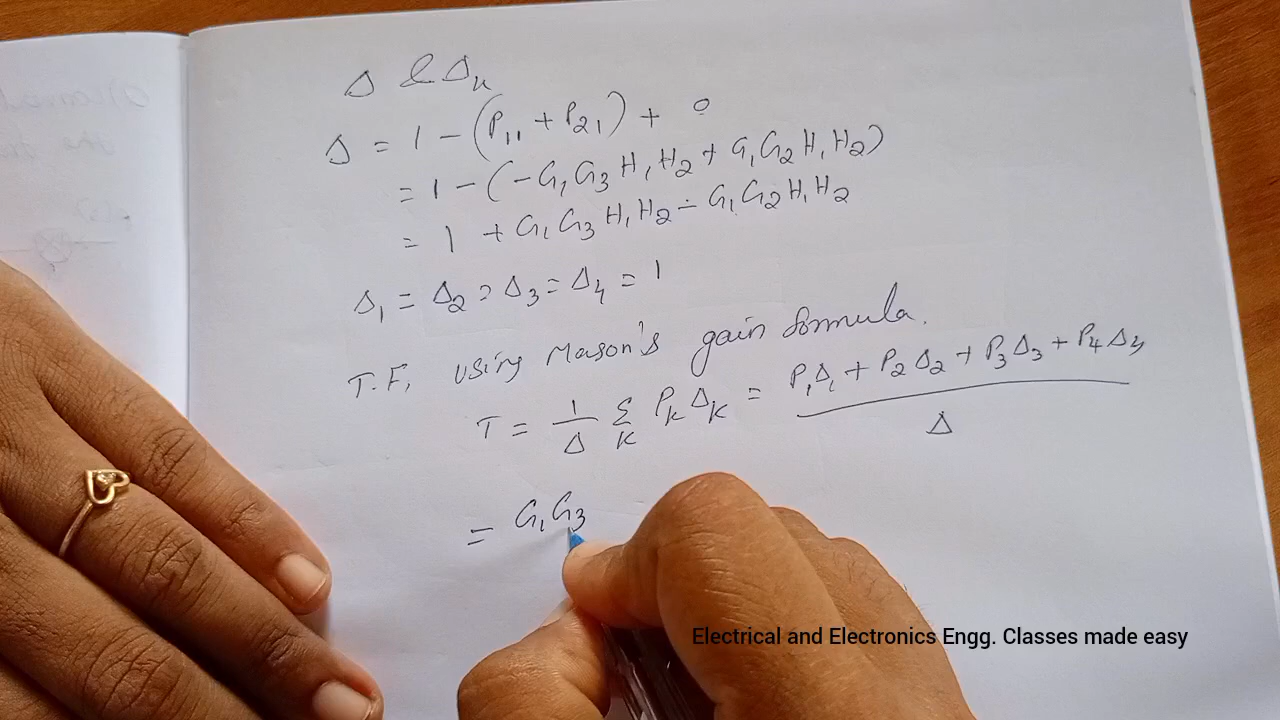 Δ & Δk
Δ = 1 - (P11 + P21) + 0
= 1 - (-G1G3H1H2 + G1G2H1H2)
= 1 + G1G3H1H2 - G1G2H1H2
Δ1 = Δ2 = Δ3 = Δ4 = 1
T.F, using Mason's gain formula.
T = 1/Δ Σ_K PKΔK = (P1Δ1 + P2Δ2 + P3Δ3 + P4Δ4)/Δ
= G1G3
Electrical and Electronics Engg. Classes made easy